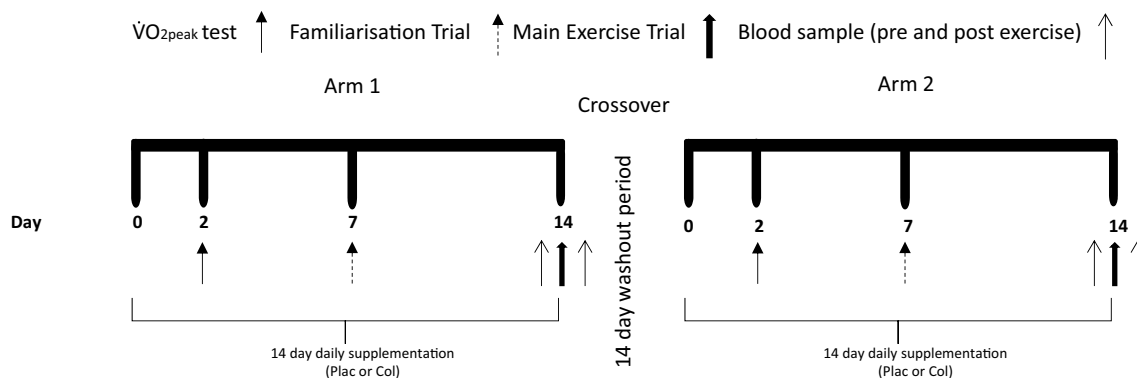 V̇O2peak test Familiarisation Trial Main Exercise Trial Blood sample (pre and post exercise)
Arm 1
Arm 2
Crossover
14 day washout period
Day
0 2 7 14
0 2 7 14
14 day daily supplementation
(Plac or Col)
14 day daily supplementation
(Plac or Col)